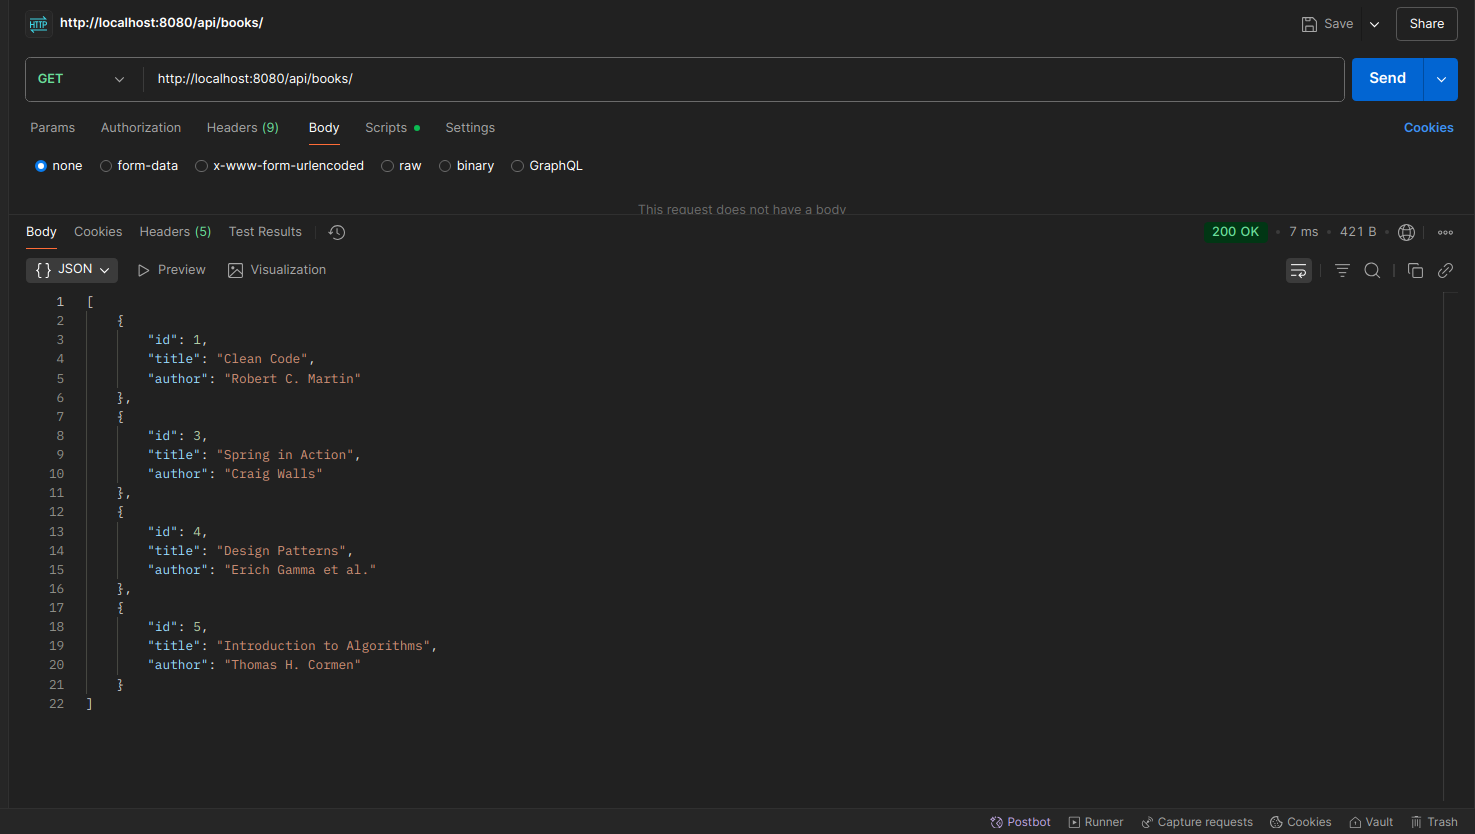 HTTP http://localhost:8080/api/books/ Save Share
GET http://localhost:8080/api/books/ Send
Params Authorization Headers (9) Body Scripts Settings Cookies
none form-data x-www-form-urlencoded raw binary GraphQL
This request does not have a body
Body Cookies Headers (5) Test Results 200 OK • 7 ms • 421 B •
{} JSON Preview Visualization
1 [
2 {
3 "id": 1,
4 "title": "Clean Code",
5 "author": "Robert C. Martin"
6 },
7 {
8 "id": 3,
9 "title": "Spring in Action",
10 "author": "Craig Walls"
11 },
12 {
13 "id": 4,
14 "title": "Design Patterns",
15 "author": "Erich Gamma et al."
16 },
17 {
18 "id": 5,
19 "title": "Introduction to Algorithms",
20 "author": "Thomas H. Cormen"
21 }
22 ]
Postbot Runner Capture requests Cookies Vault Trash